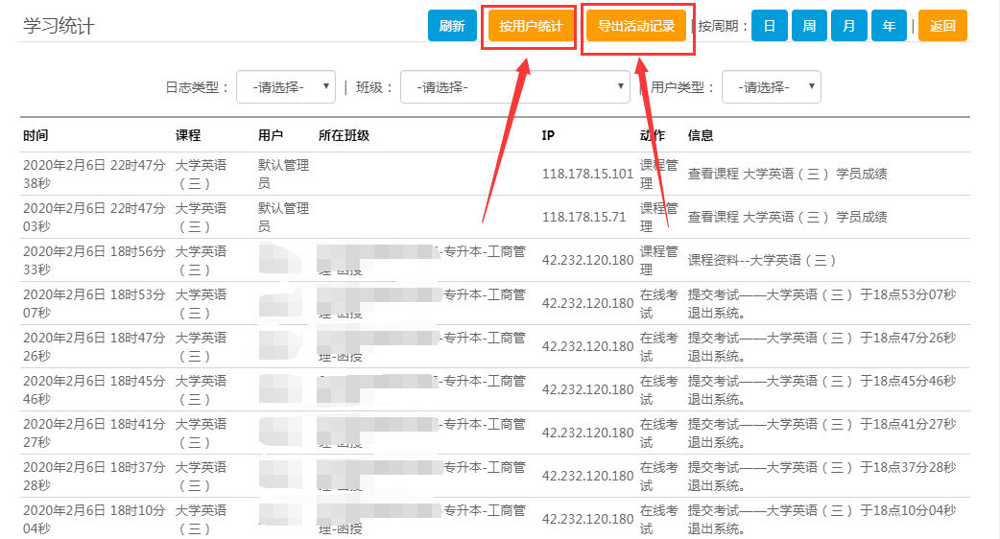 学习统计 刷新 按用户统计 导出活动记录 | 按周期： 日 周 月 年 | 返回
日志类型： -请选择- | 班级： -请选择- | 用户类型： -请选择-
时间 课程 用户 所在班级 IP 动作 信息
2020年2月6日 22时47分 大学英语 默认管理 118.178.15.101 课程管 查看课程 大学英语（三） 学员成绩
38秒 （三） 员 理
2020年2月6日 22时47分 大学英语 默认管理 118.178.15.71 课程管 查看课程 大学英语（三） 学员成绩
03秒 （三） 员 理
2020年2月6日 18时56分 大学英语 -专升本-工商管 42.232.120.180 课程管 课程资料--大学英语（三）
33秒 （三） 理-函授 理
2020年2月6日 18时53分 大学英语 -专升本-工商管 42.232.120.180 在线考 提交考试——大学英语（三） 于18点53分07秒
07秒 （三） 理-函授 试 退出系统。
2020年2月6日 18时47分 大学英语 -专升本-工商管 42.232.120.180 在线考 提交考试——大学英语（三） 于18点47分26秒
26秒 （三） 理-函授 试 退出系统。
2020年2月6日 18时45分 大学英语 -专升本-工商管 42.232.120.180 在线考 提交考试——大学英语（三） 于18点45分46秒
46秒 （三） 试 退出系统。
2020年2月6日 18时41分 大学英语 -专升本-工商管 42.232.120.180 在线考 提交考试——大学英语（三） 于18点41分27秒
27秒 （三） 理-函授 试 退出系统。
2020年2月6日 18时37分 大学英语 -专升本-工商管 42.232.120.180 在线考 提交考试——大学英语（三） 于18点37分28秒
28秒 （三） 理-函授 试 退出系统。
2020年2月6日 18时10分 大学英语 -专升本-工商管 42.232.120.180 在线考 提交考试——大学英语（三） 于18点10分04秒
04秒 （三） 理-函授 试 退出系统。